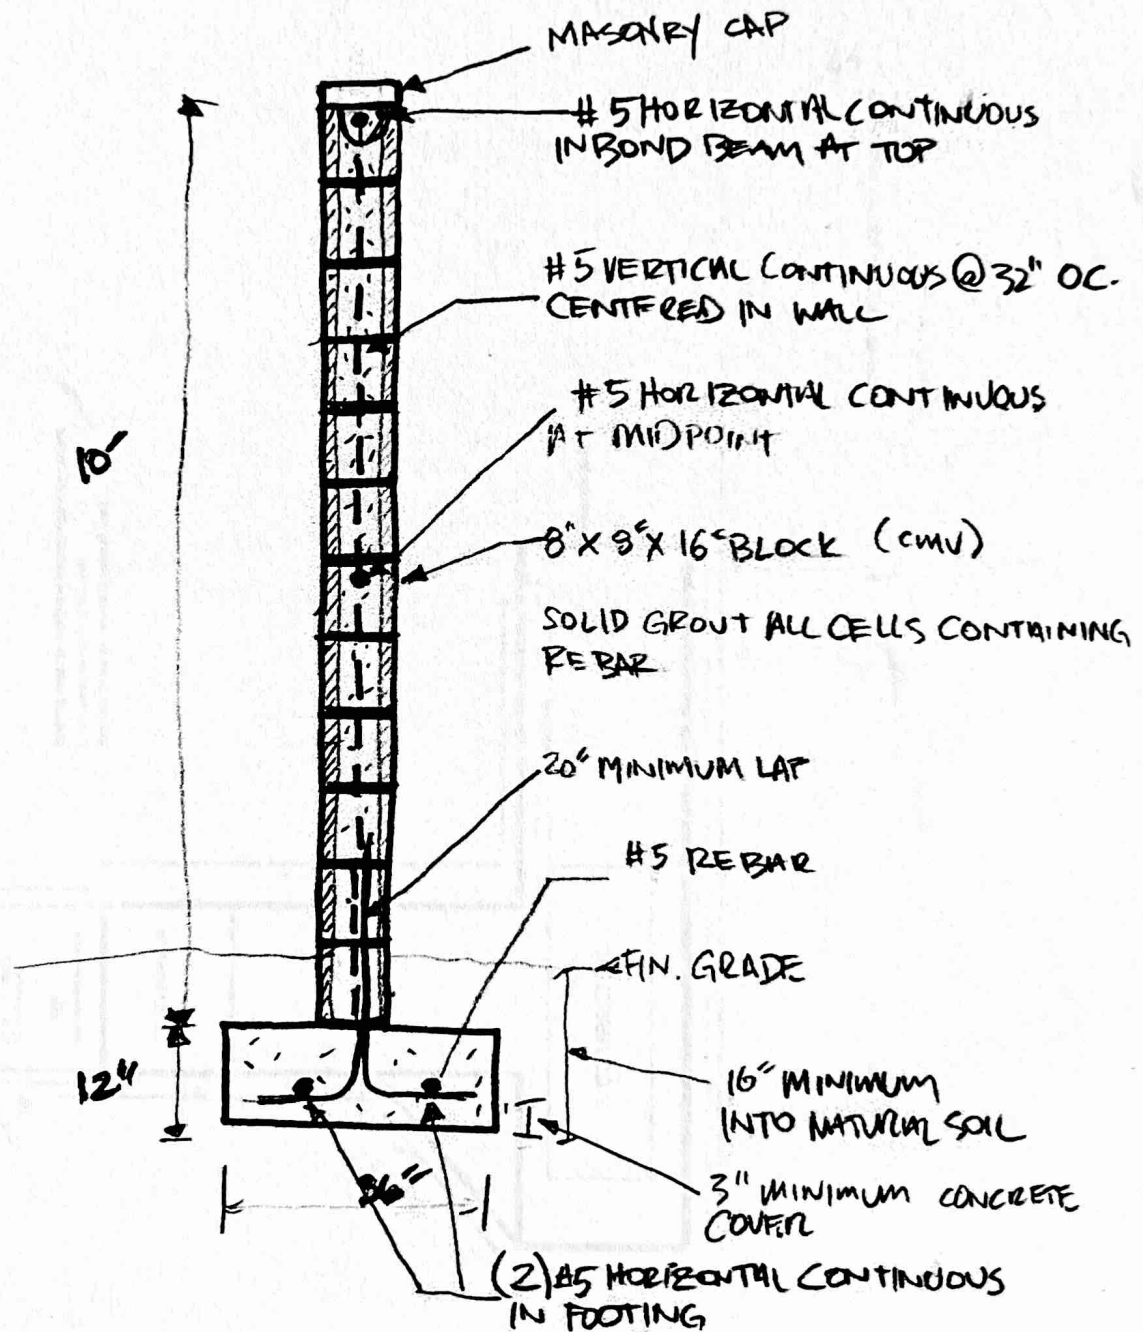 MASONRY CAP
#5 HORIZONTAL CONTINUOUS
IN BOND BEAM AT TOP
#5 VERTICAL CONTINUOUS @ 32" OC.
CENTERED IN WALL
#5 HORIZONTAL CONTINUOUS
AT MIDPOINT
10'
8" X 8" X 16" BLOCK (CMU)
SOLID GROUT ALL CELLS CONTAINING
REBAR
20" MINIMUM LAP
#5 REBAR
FIN. GRADE
12"
16" MINIMUM
INTO NATURAL SOIL
36"
3" MINIMUM CONCRETE
COVER
(2) #5 HORIZONTAL CONTINUOUS
IN FOOTING